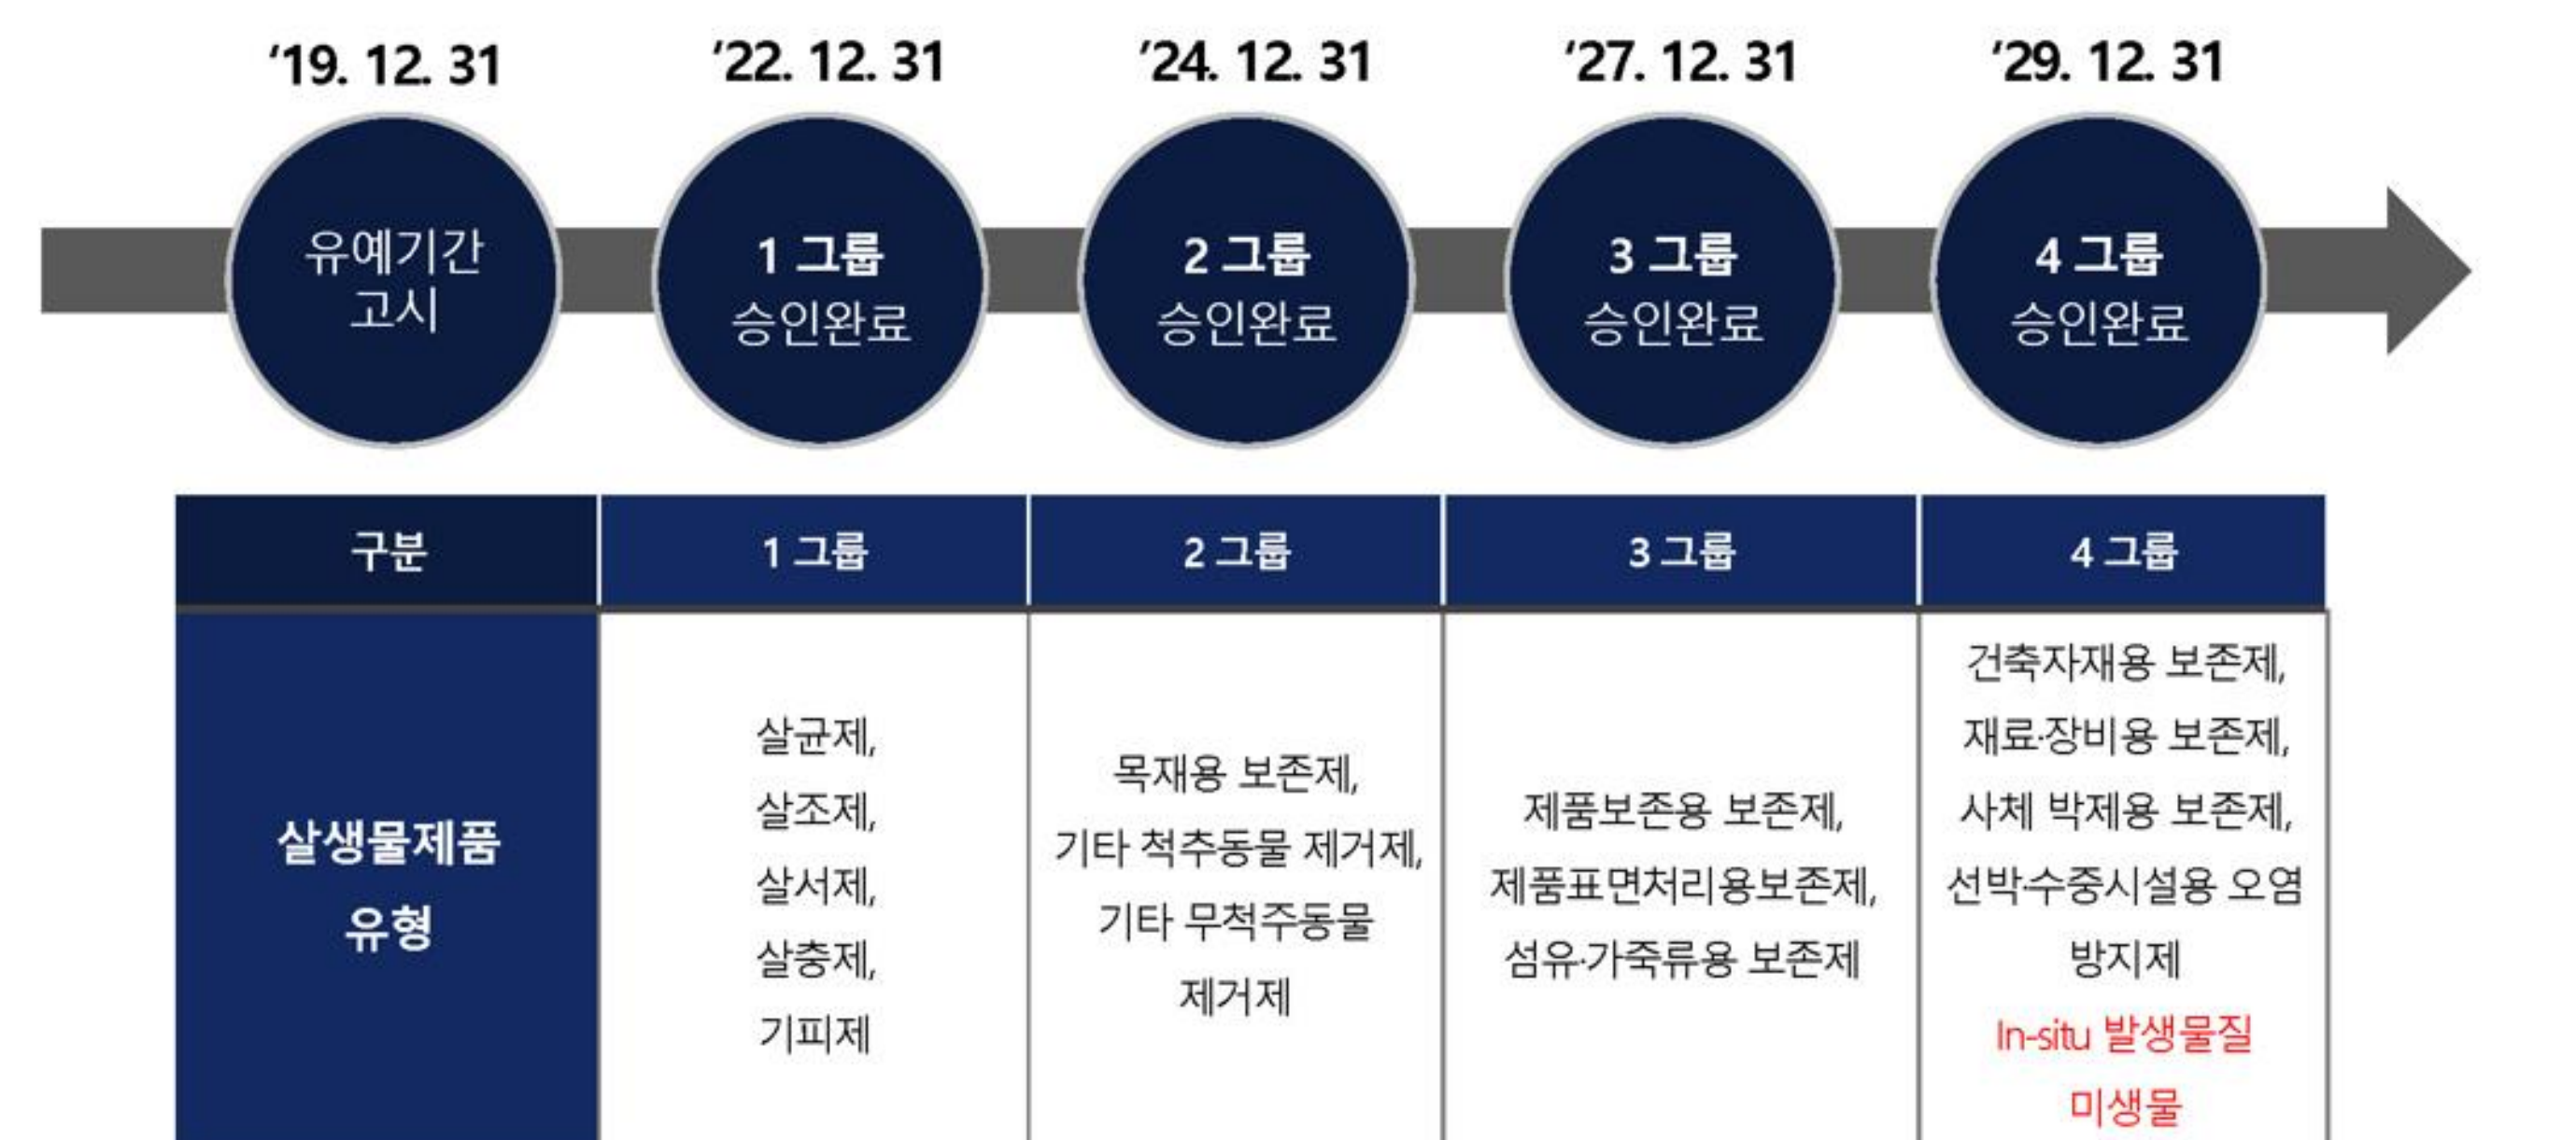 '19. 12. 31
'22. 12. 31
'24. 12. 31
'27. 12. 31
'29. 12. 31
유예기간
고시
1 그룹
승인완료
2 그룹
승인완료
3 그룹
승인완료
4 그룹
승인완료
구분
1 그룹
2 그룹
3 그룹
4 그룹
살생물제품
유형
살균제,
살조제,
살서제,
살충제,
기피제
목재용 보존제,
기타 척추동물 제거제,
기타 무척주동물
제거제
제품보존용 보존제,
제품표면처리용보존제,
섬유·가죽류용 보존제
건축자재용 보존제,
재료·장비용 보존제,
사체 박제용 보존제,
선박·수중시설용 오염
방지제
In-situ 발생물질
미생물